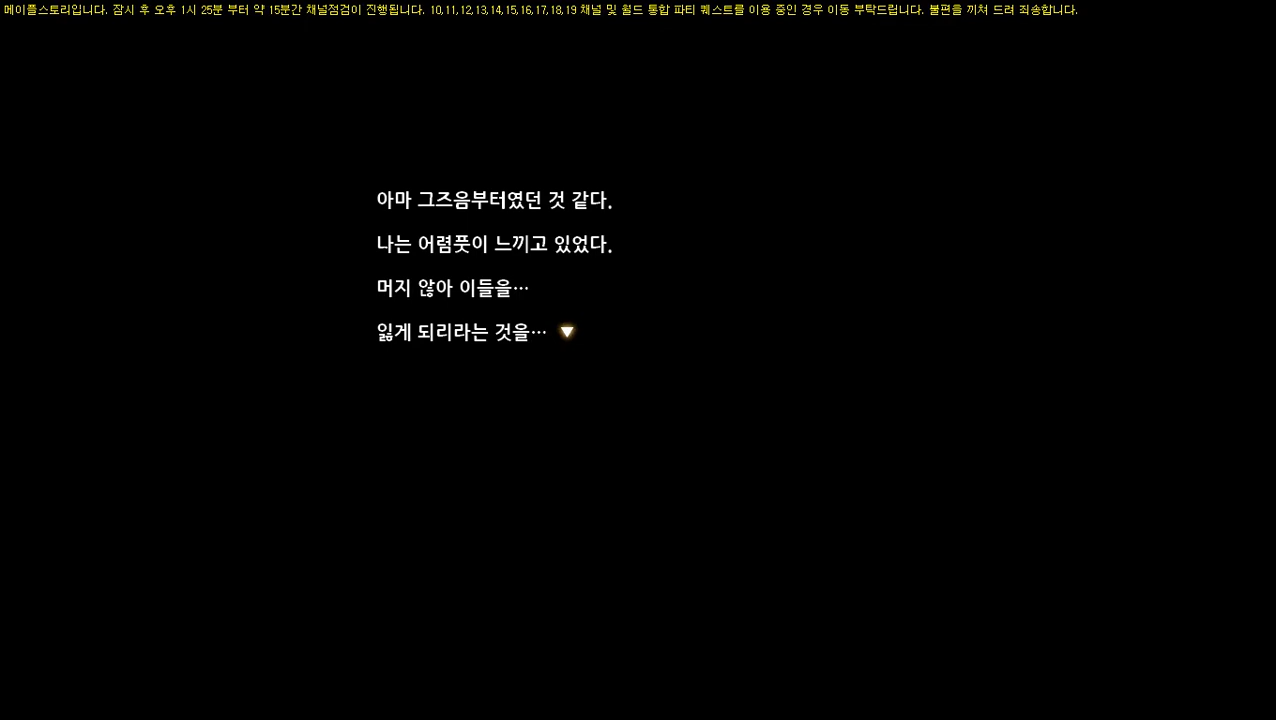 메이플스토리입니다. 잠시 후 오후 1시 25분 부터 약 15분간 채널점검이 진행됩니다. 10,11,12,13,14,15,16,17,18,19 채널 및 월드 통합 파티 퀘스트를 이용 중인 경우 이동 부탁드립니다. 불편을 끼쳐 드려 죄송합니다.
아마 그즈음부터였던 것 같다.
나는 어렴풋이 느끼고 있었다.
머지 않아 이들을…
잃게 되리라는 것을…